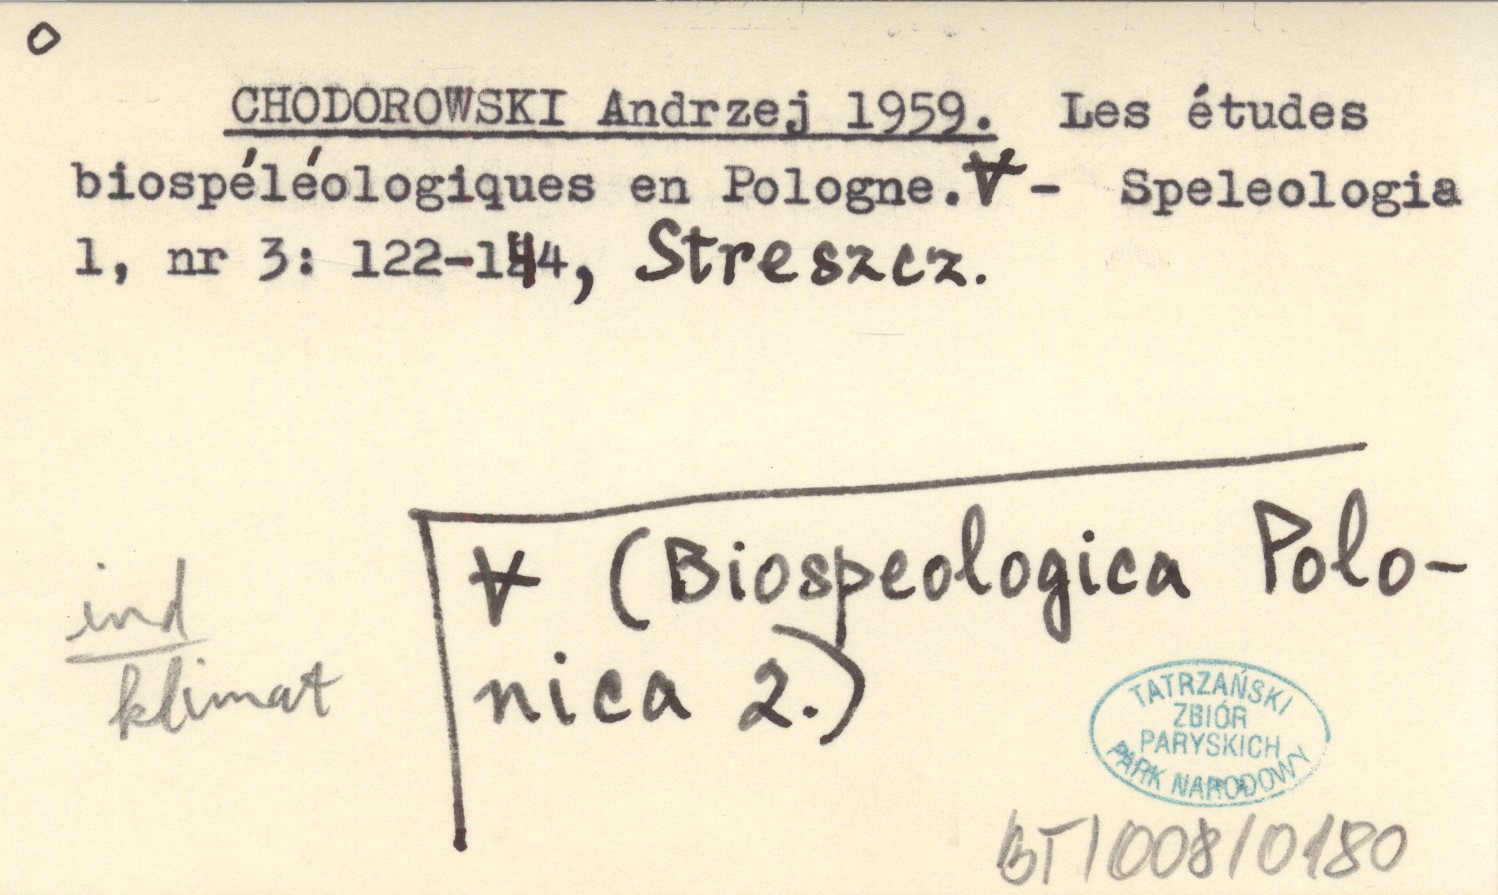 CHODOROWSKI Andrzej 1959. Les études
biospéléologiques en Pologne.∀ - Speleologia
1, nr 3: 122-144, Streszcz.
∀ (Biospeologica Polo-
nica 2.)
ind
klimat
TATRZAŃSKI
ZBIÓR
PARYSKICH
PARK NARODOWY
BT/008/0180